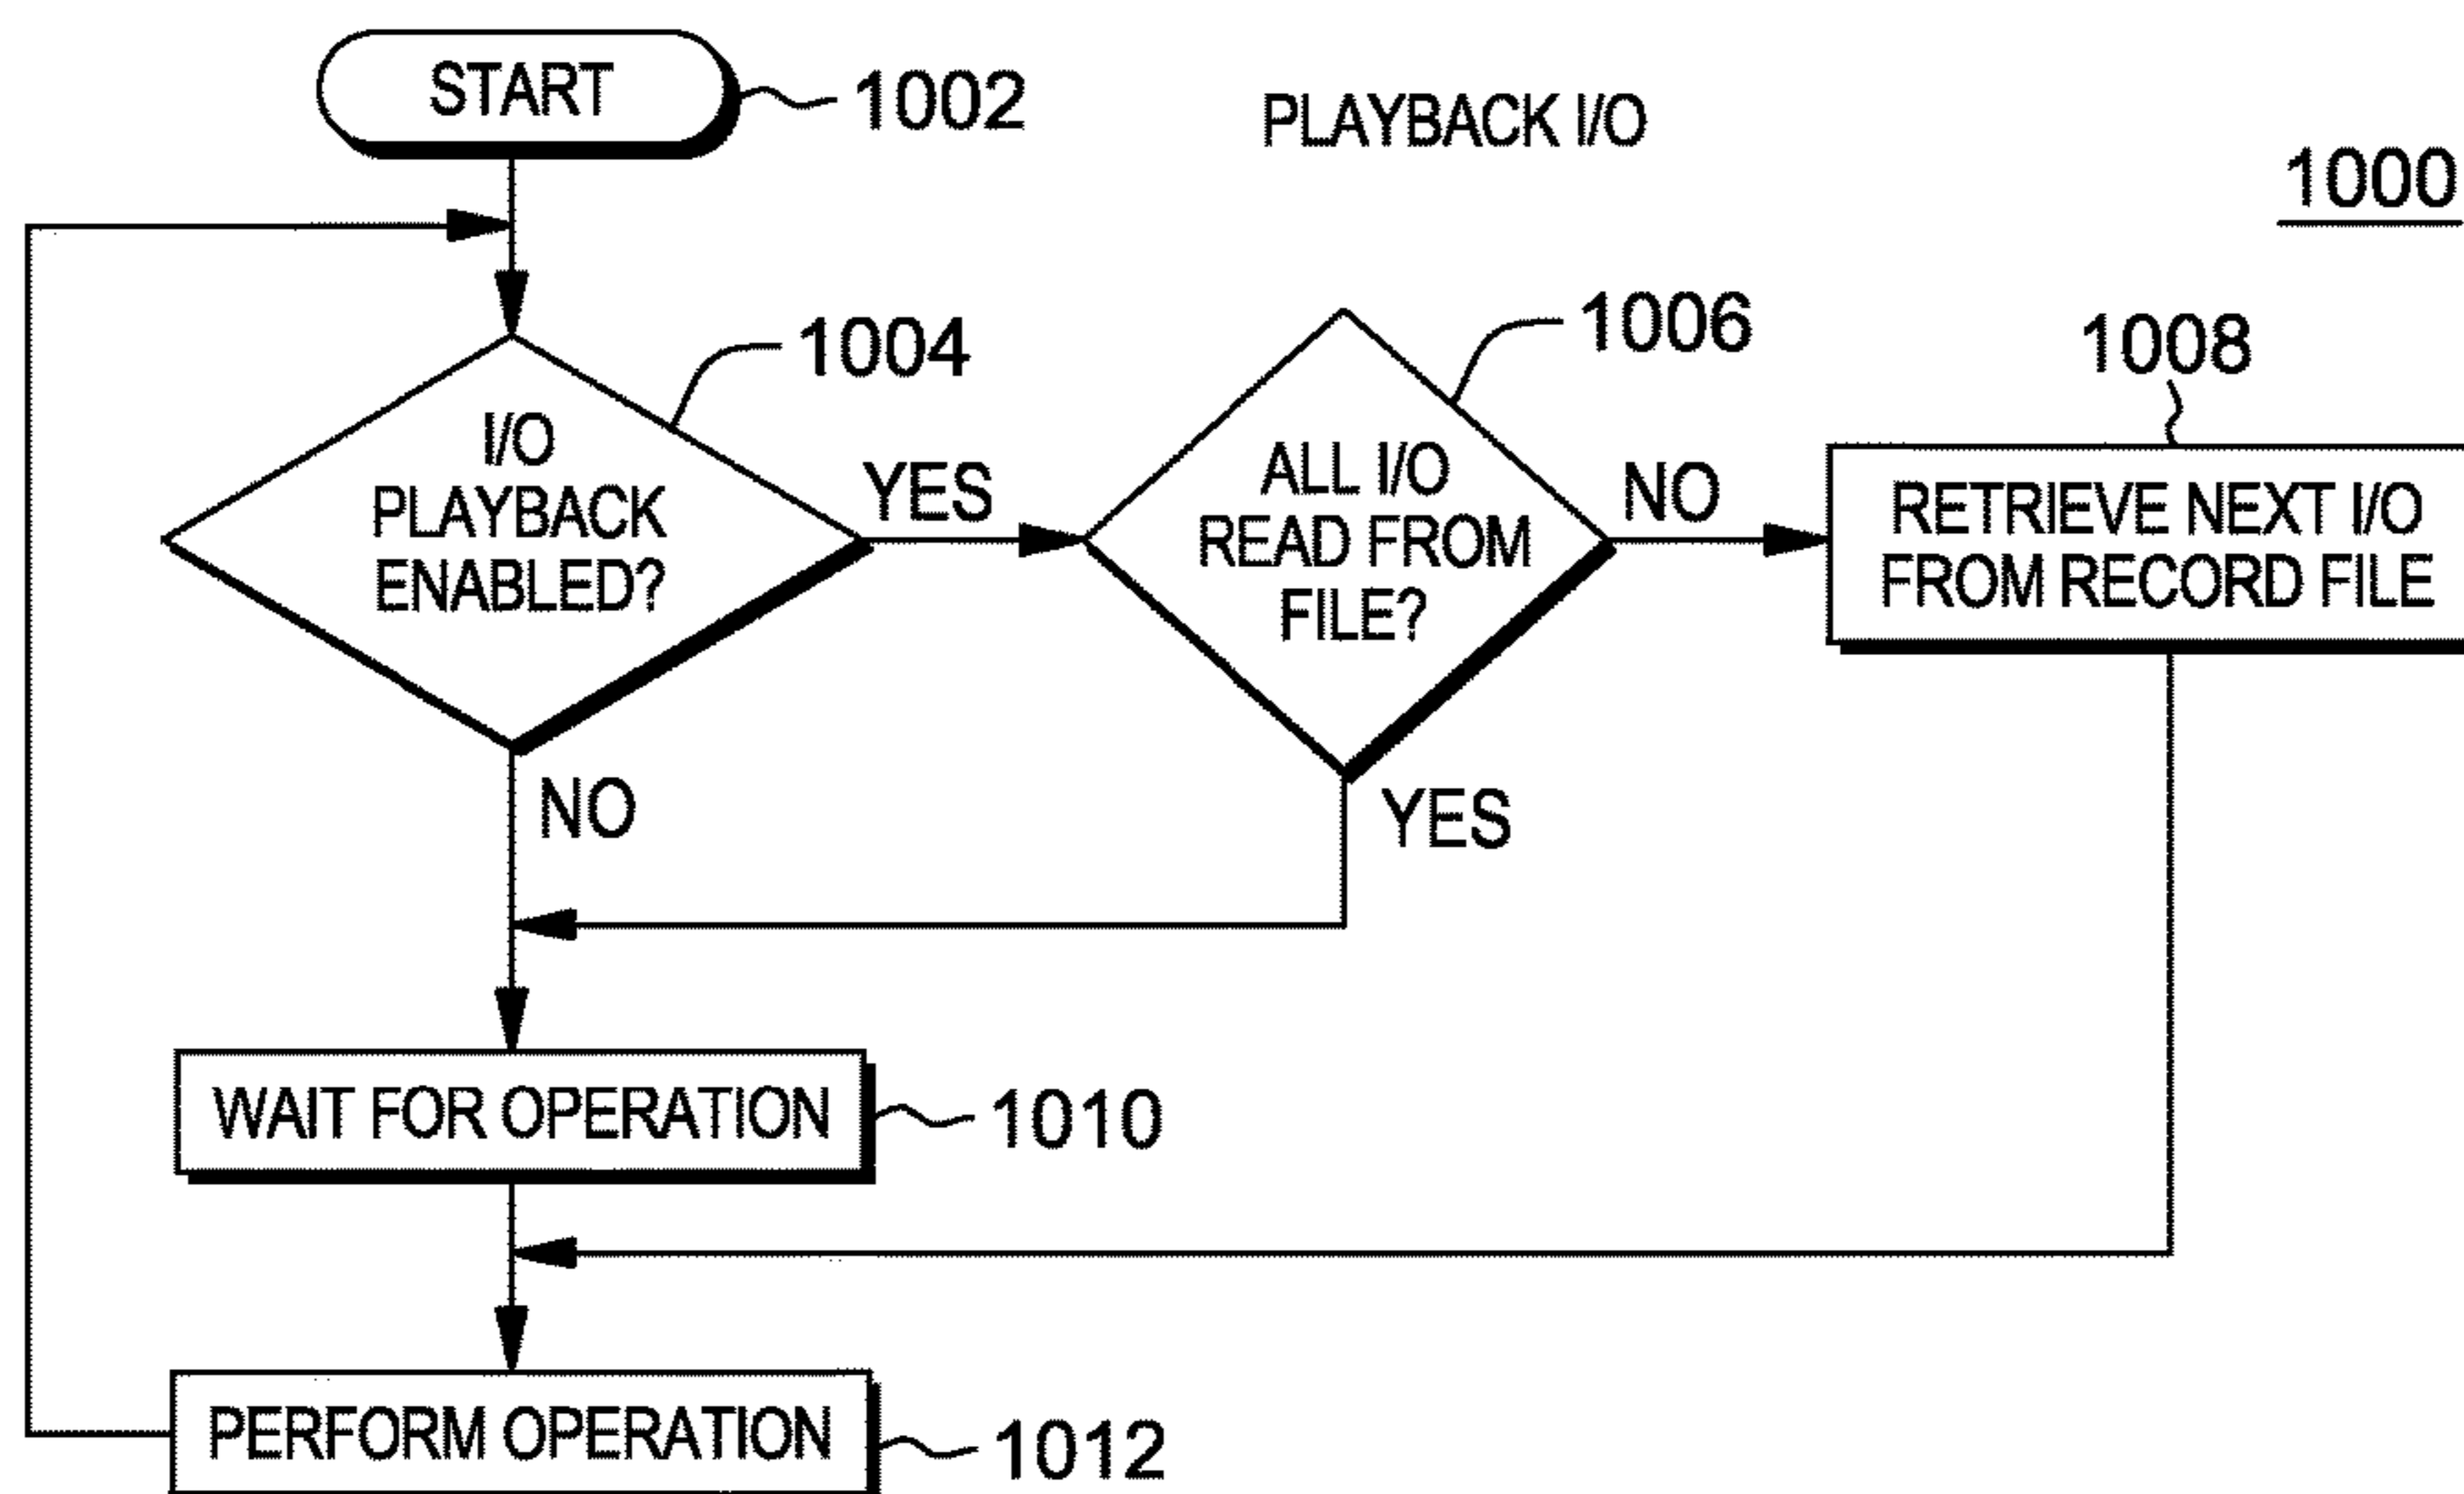 START
1002
PLAYBACK I/O
1000
I/O
PLAYBACK
ENABLED?
1004
YES
ALL I/O
READ FROM
FILE?
1006
NO
1008
RETRIEVE NEXT I/O
FROM RECORD FILE
NO
YES
WAIT FOR OPERATION
1010
PERFORM OPERATION
1012